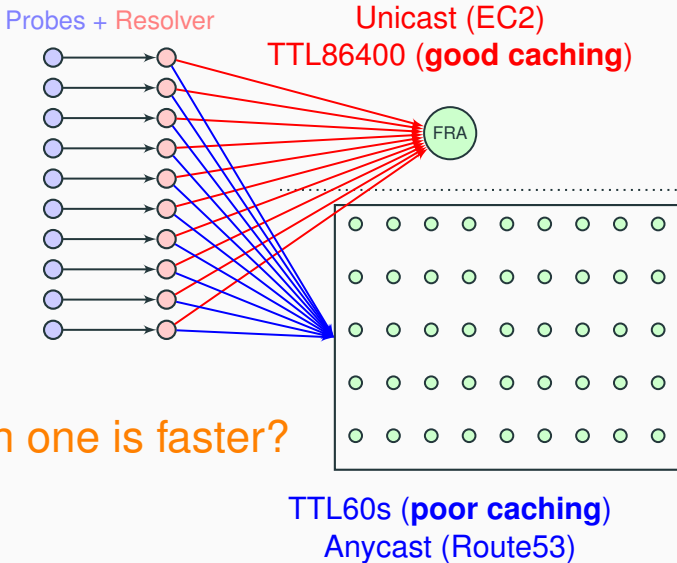 Probes + Resolver
Unicast (EC2)
TTL86400 (good caching)
FRA
one is faster?
TTL60s (poor caching)
Anycast (Route53)